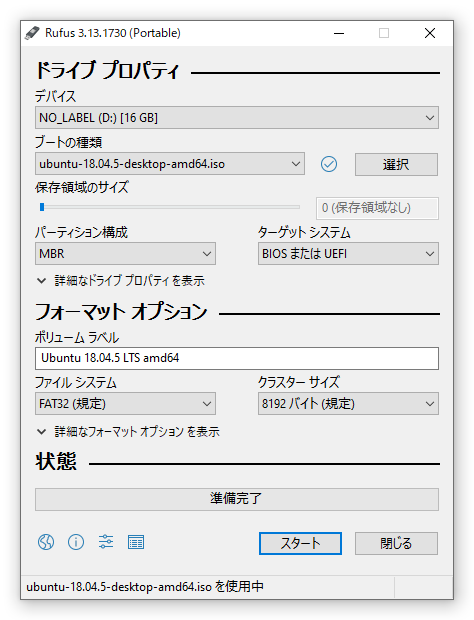 Rufus 3.13.1730 (Portable)
ドライブ プロパティ
デバイス
NO_LABEL (D:) [16 GB]
ブートの種類
ubuntu-18.04.5-desktop-amd64.iso
選択
保存領域のサイズ
0 (保存領域なし)
パーティション構成
ターゲット システム
MBR
BIOS または UEFI
詳細なドライブ プロパティを表示
フォーマット オプション
ボリューム ラベル
Ubuntu 18.04.5 LTS amd64
ファイル システム
クラスター サイズ
FAT32 (規定)
8192 バイト (規定)
詳細なフォーマット オプションを表示
状態
準備完了
スタート
閉じる
ubuntu-18.04.5-desktop-amd64.iso を使用中